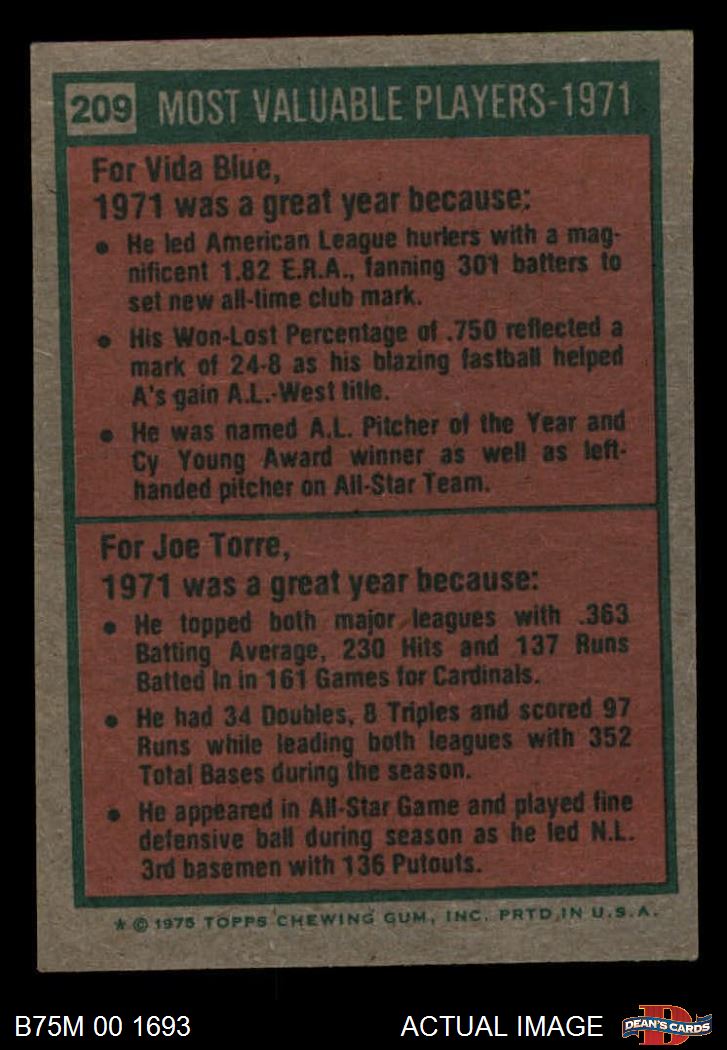 209 MOST VALUABLE PLAYERS-1971
For Vida Blue,
1971 was a great year because:
• He led American League hurlers with a mag-
nificent 1.82 E.R.A., fanning 301 batters to
set new all-time club mark.
• His Won-Lost Percentage of .750 reflected a
mark of 24-8 as his blazing fastball helped
A's gain A.L.-West title.
• He was named A.L. Pitcher of the Year and
Cy Young Award winner as well as left-
handed pitcher on All-Star Team.
For Joe Torre,
1971 was a great year because:
• He topped both major leagues with .363
Batting Average, 230 Hits and 137 Runs
Batted In in 161 Games for Cardinals.
• He had 34 Doubles, 8 Triples and scored 97
Runs while leading both leagues with 352
Total Bases during the season.
• He appeared in All-Star Game and played fine
defensive ball during season as he led N.L.
3rd basemen with 136 Putouts.
* © 1975 TOPPS CHEWING GUM, INC. PRTD. IN U.S.A.
B75M 00 1693 ACTUAL IMAGE D DEAN'S CARDS